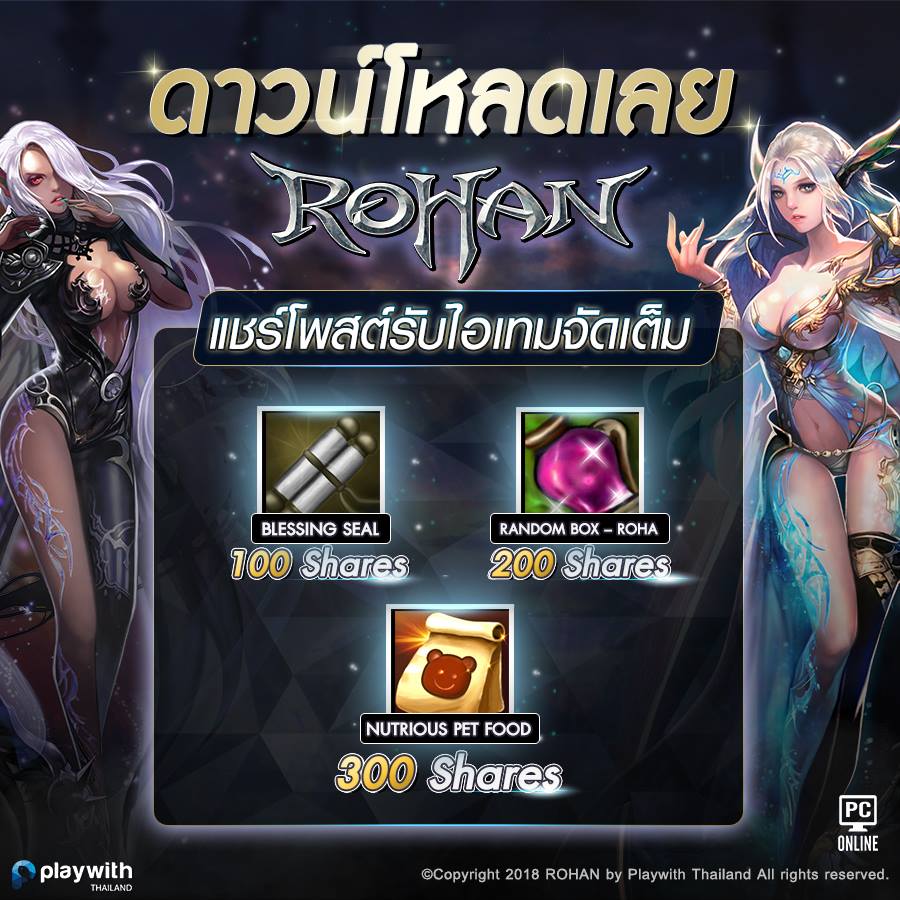 ดาวน์โหลดเลย
ROHAN
แชร์โพสต์รับไอเทมจัดเต็ม
BLESSING SEAL
100 Shares
RANDOM BOX – ROHA
200 Shares
NUTRIOUS PET FOOD
300 Shares
PC
ONLINE
playwith
THAILAND
©Copyright 2018 ROHAN by Playwith Thailand All rights reserved.